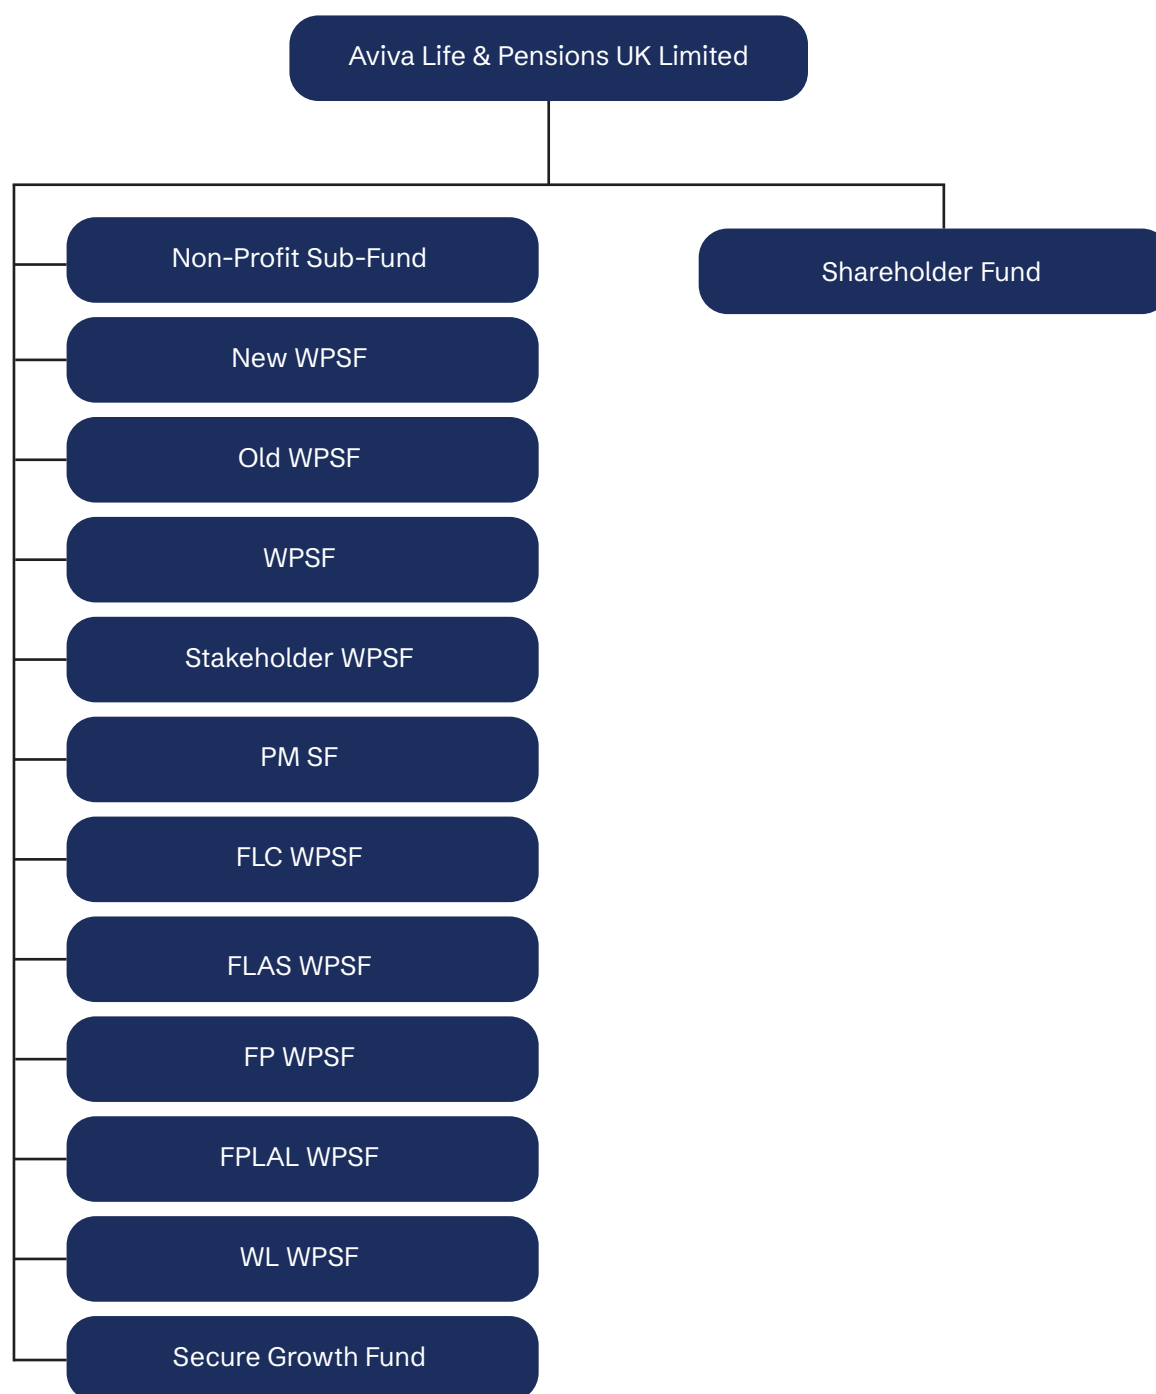 Aviva Life & Pensions UK Limited
Non-Profit Sub-Fund
Shareholder Fund
New WPSF
Old WPSF
WPSF
Stakeholder WPSF
PM SF
FLC WPSF
FLAS WPSF
FP WPSF
FPLAL WPSF
WL WPSF
Secure Growth Fund